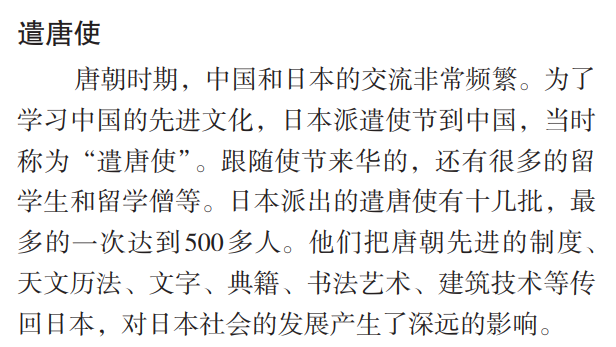 遣唐使
唐朝时期，中国和日本的交流非常频繁。为了
学习中国的先进文化，日本派遣使节到中国，当时
称为“遣唐使”。跟随使节来华的，还有很多的留
学生和留学僧等。日本派出的遣唐使有十几批，最
多的一次达到500多人。他们把唐朝先进的制度、
天文历法、文字、典籍、书法艺术、建筑技术等传
回日本，对日本社会的发展产生了深远的影响。